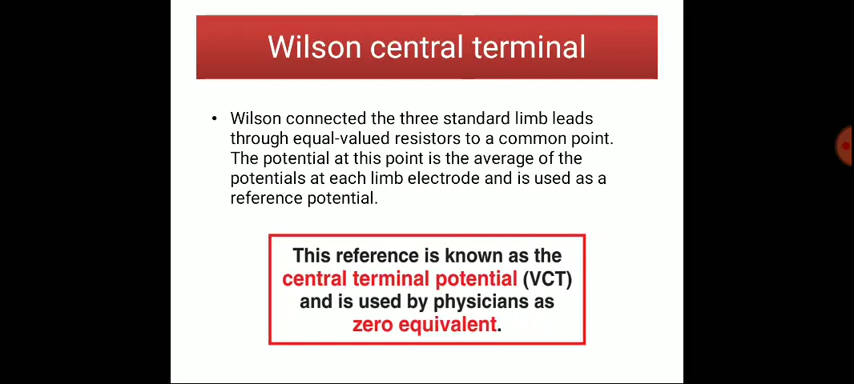 Wilson central terminal
• Wilson connected the three standard limb leads
through equal-valued resistors to a common point.
The potential at this point is the average of the
potentials at each limb electrode and is used as a
reference potential.
This reference is known as the
central terminal potential (VCT)
and is used by physicians as
zero equivalent.